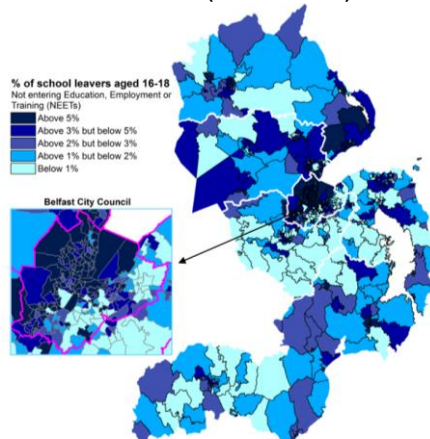 % of school leavers aged 16-18
Not entering Education, Employment or
Training (NEETs)
Above 5%
Above 3% but below 5%
Above 2% but below 3%
Above 1% but below 2%
Below 1%
Belfast City Council